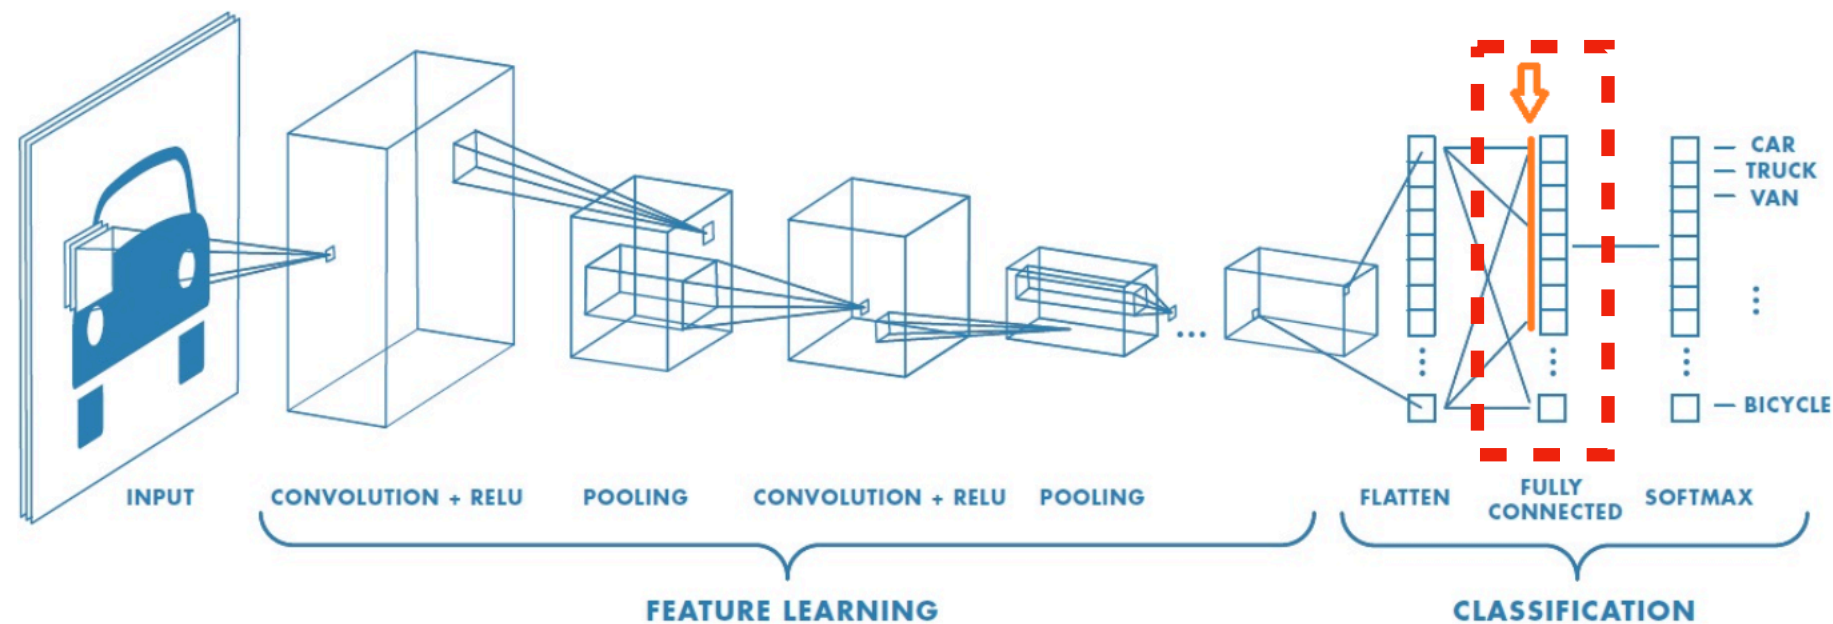 CAR
TRUCK
VAN
BICYCLE
INPUT
CONVOLUTION + RELU
POOLING
CONVOLUTION + RELU
POOLING
FLATTEN
FULLY
CONNECTED
SOFTMAX
FEATURE LEARNING
CLASSIFICATION